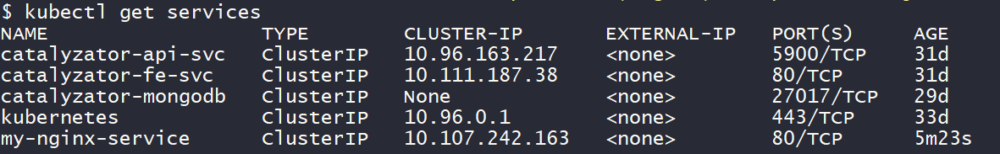 $ kubectl get services
NAME TYPE CLUSTER-IP EXTERNAL-IP PORT(S) AGE
catalyzator-api-svc ClusterIP 10.96.163.217 <none> 5900/TCP 31d
catalyzator-fe-svc ClusterIP 10.111.187.38 <none> 80/TCP 31d
catalyzator-mongodb ClusterIP None <none> 27017/TCP 29d
kubernetes ClusterIP 10.96.0.1 <none> 443/TCP 33d
my-nginx-service ClusterIP 10.107.242.163 <none> 80/TCP 5m23s